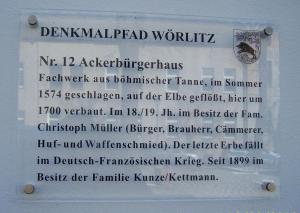 DENKMALPFAD WÖRLITZ
Nr. 12 Ackerbürgerhaus
Fachwerk aus böhmischer Tanne, im Sommer
1574 geschlagen, auf der Elbe geflößt, hier um
1700 verbaut. Im 18./19. Jh. im Besitz der Fam.
Christoph Müller (Bürger, Brauherr, Cämmerer,
Huf- und Waffenschmied). Der letzte Erbe fällt
im Deutsch-Französischen Krieg. Seit 1899 im
Besitz der Familie Kunze/Kettmann.